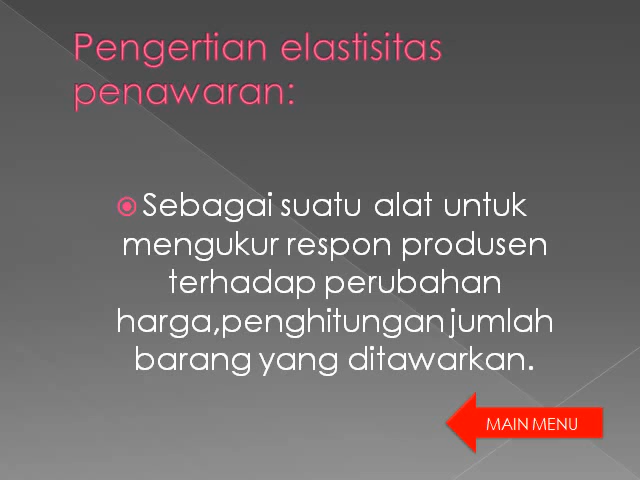 Pengertian elastisitas
penawaran:
Sebagai suatu alat untuk
mengukur respon produsen
terhadap perubahan
harga,penghitungan jumlah
barang yang ditawarkan.
MAIN MENU